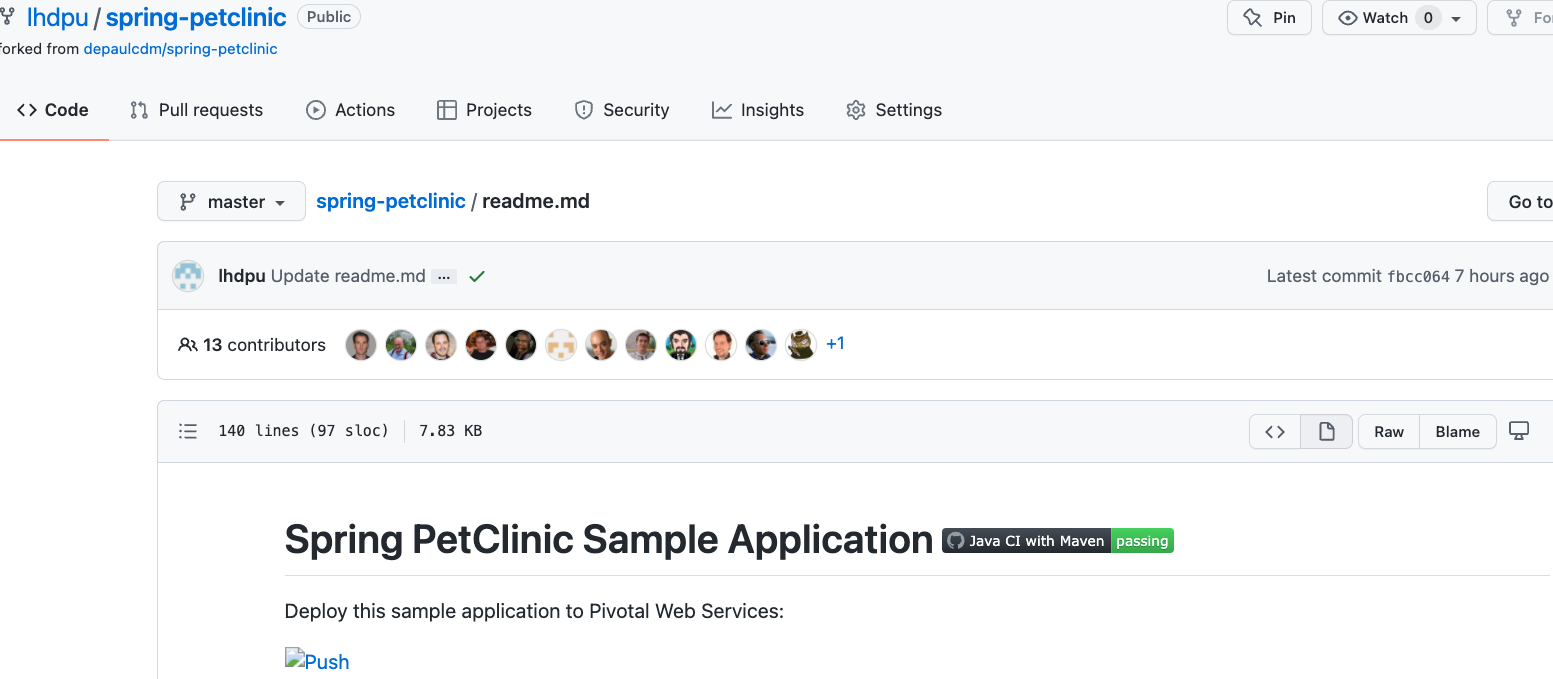 lhdpu / spring-petclinic Public Pin Watch 0 Fo
forked from depaulcdm/spring-petclinic
Code Pull requests Actions Projects Security Insights Settings
master spring-petclinic / readme.md Go to
lhdpu Update readme.md ... Latest commit fbcc064 7 hours ago
13 contributors +1
140 lines (97 sloc) 7.83 KB Raw Blame
Spring PetClinic Sample Application Java CI with Maven passing
Deploy this sample application to Pivotal Web Services:
Push